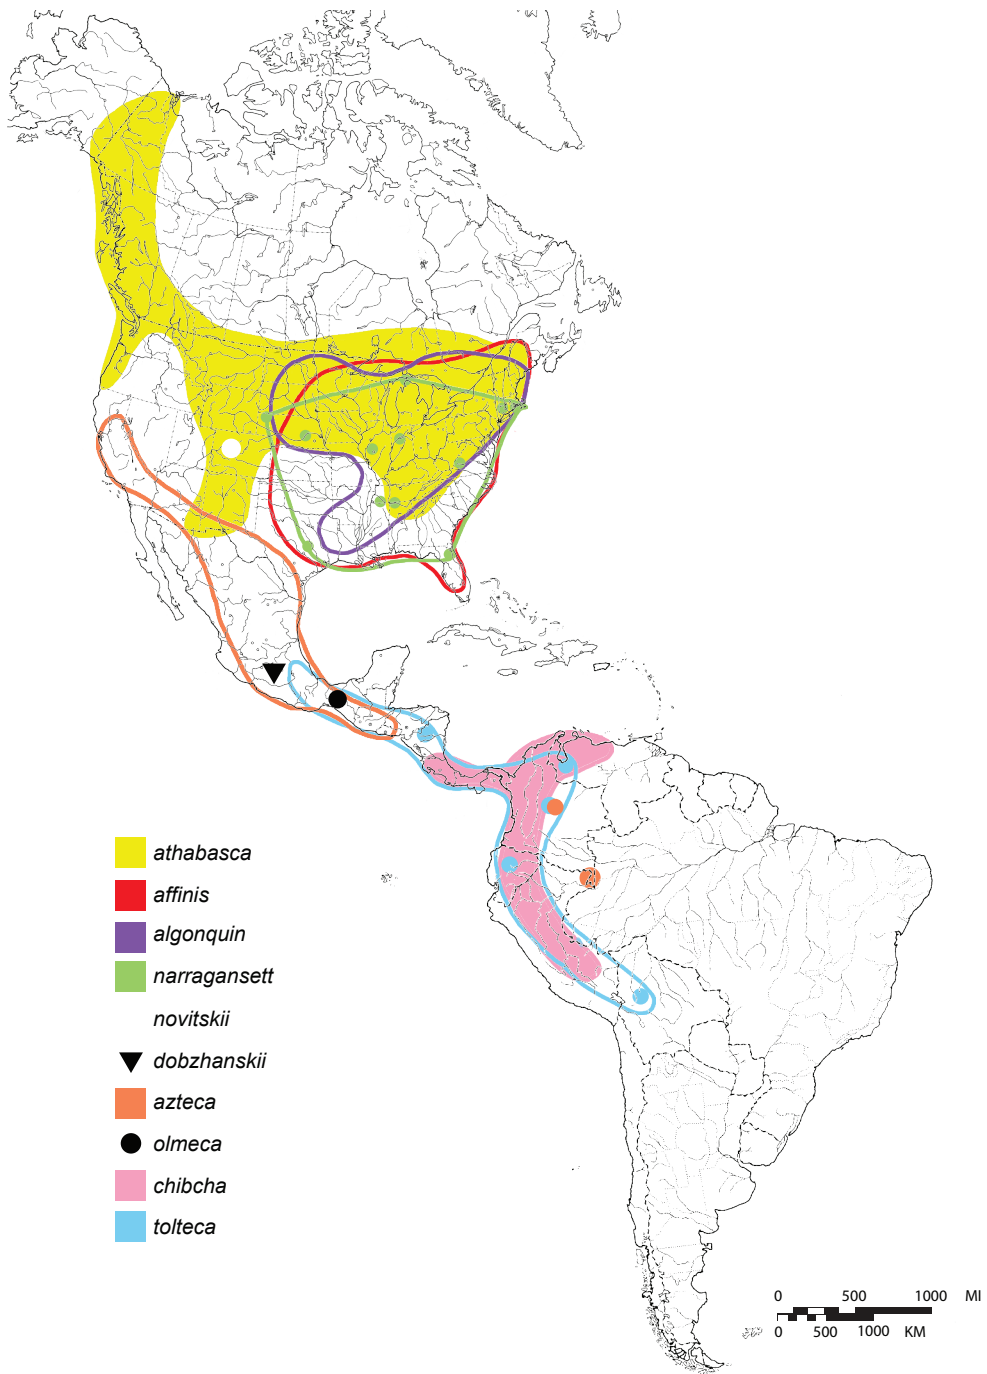 athabasca
affinis
algonquin
narragansett
novitskii
dobzhanskii
azteca
olmeca
chibcha
tolteca
0 500 1000 MI
0 500 1000 KM